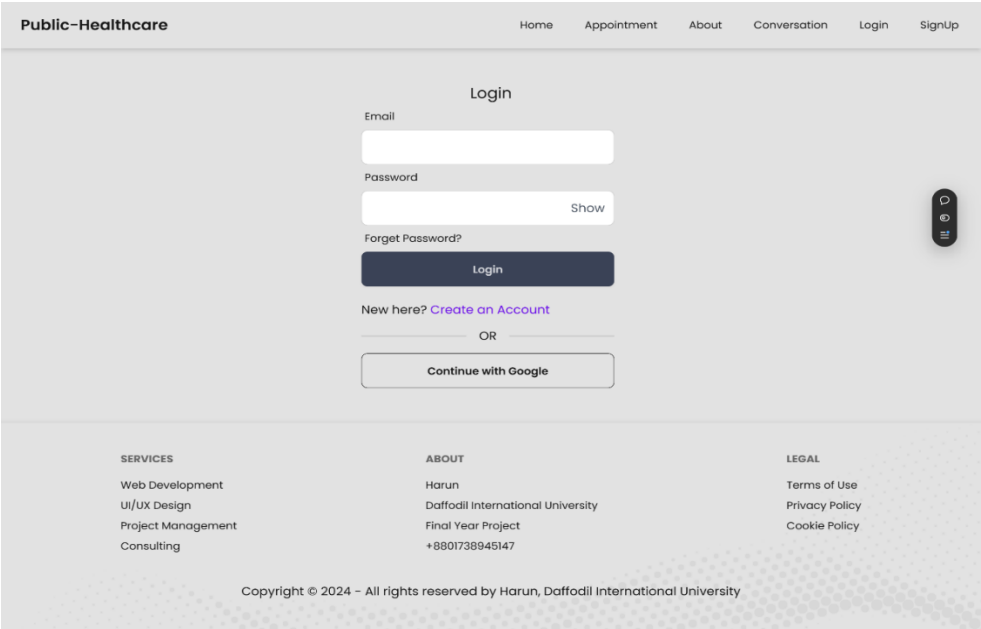 Public-Healthcare Home Appointment About Conversation Login SignUp
Login
Email
Password
Show
Forget Password?
Login
New here? Create an Account
OR
Continue with Google
SERVICES
Web Development
UI/UX Design
Project Management
Consulting
ABOUT
Harun
Daffodil International University
Final Year Project
+8801738945147
LEGAL
Terms of Use
Privacy Policy
Cookie Policy
Copyright © 2024 - All rights reserved by Harun, Daffodil International University